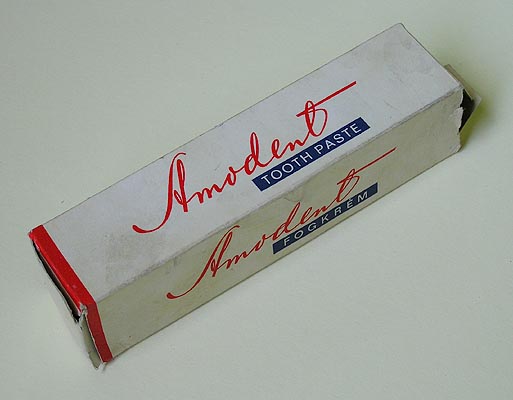 Amodent
TOOTH PASTE
Amodent
FOGKRÉM